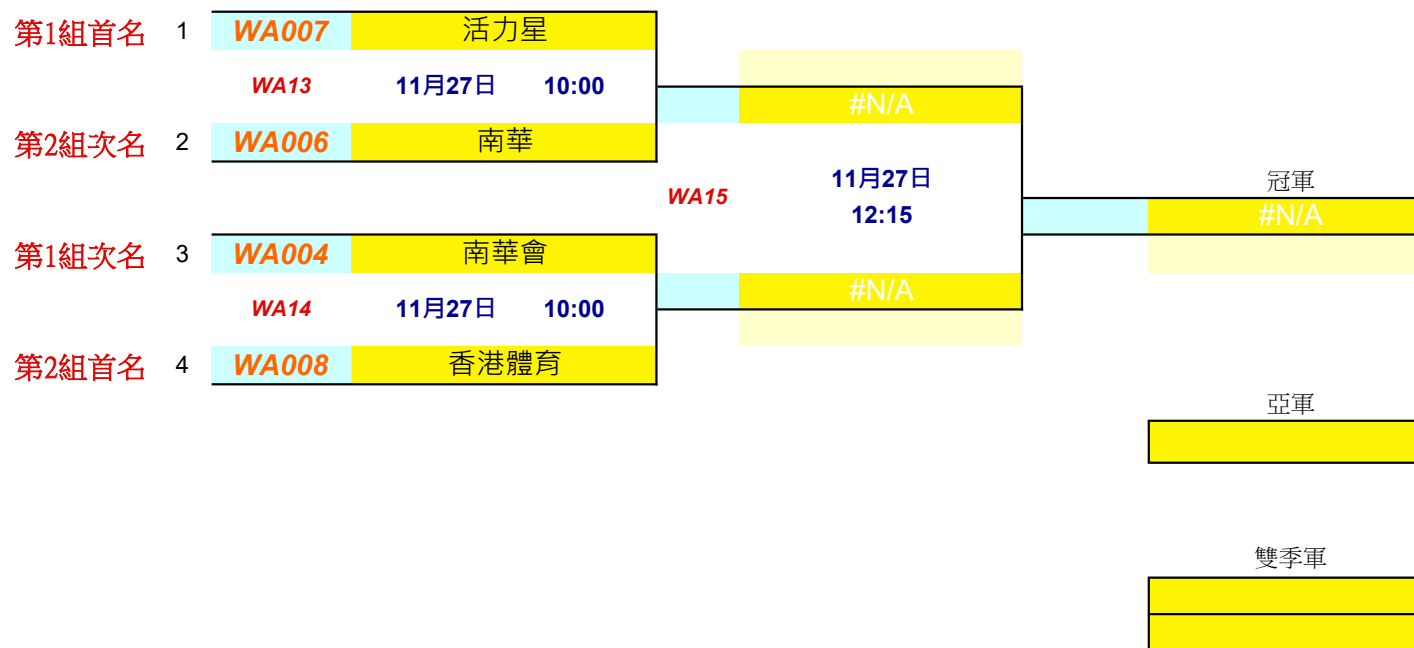 第1組首名 1 WA007 活力星
WA13 11月27日 10:00
#N/A
第2組次名 2 WA006 南華
WA15 11月27日
12:15
冠軍
#N/A
第1組次名 3 WA004 南華會
#N/A
WA14 11月27日 10:00
第2組首名 4 WA008 香港體育
亞軍
雙季軍